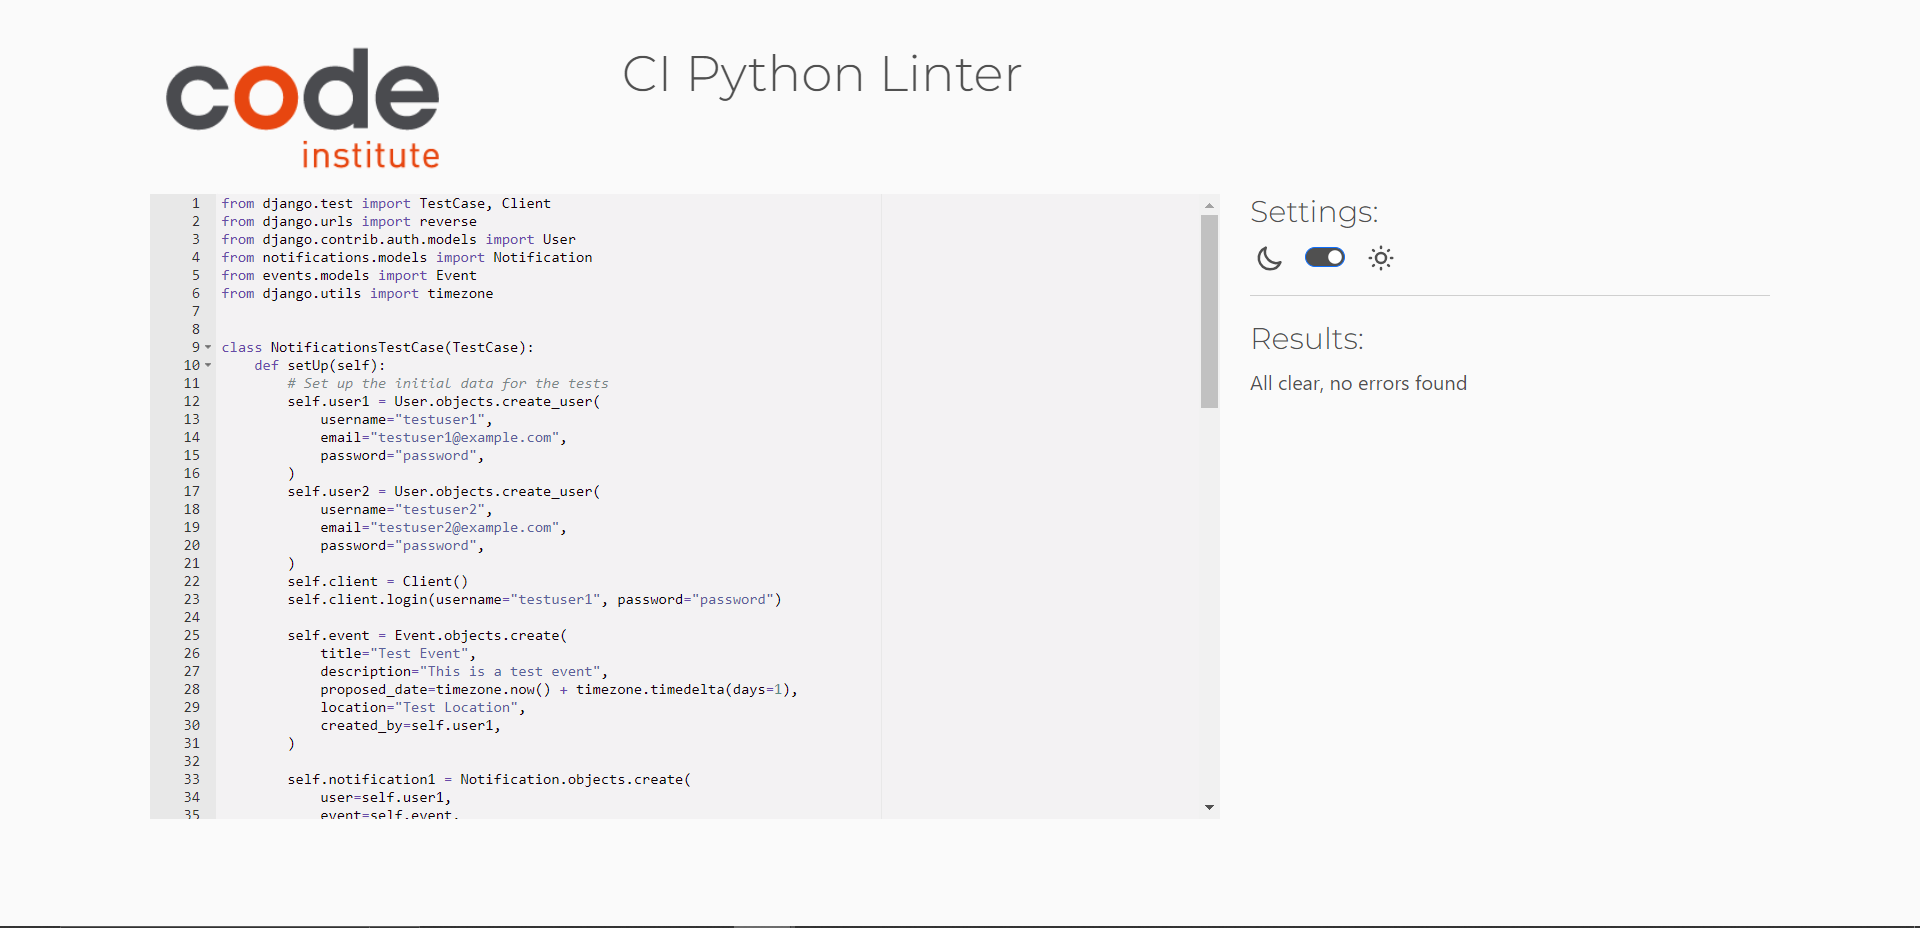 code
institute
CI Python Linter
1 from django.test import TestCase, Client
2 from django.urls import reverse
3 from django.contrib.auth.models import User
4 from notifications.models import Notification
5 from events.models import Event
6 from django.utils import timezone
7
8
9 class NotificationsTestCase(TestCase):
10     def setUp(self):
11         # Set up the initial data for the tests
12         self.user1 = User.objects.create_user(
13             username="testuser1",
14             email="testuser1@example.com",
15             password="password",
16         )
17         self.user2 = User.objects.create_user(
18             username="testuser2",
19             email="testuser2@example.com",
20             password="password",
21         )
22         self.client = Client()
23         self.client.login(username="testuser1", password="password")
24
25         self.event = Event.objects.create(
26             title="Test Event",
27             description="This is a test event",
28             proposed_date=timezone.now() + timezone.timedelta(days=1),
29             location="Test Location",
30             created_by=self.user1,
31         )
32
33         self.notification1 = Notification.objects.create(
34             user=self.user1,
35             event=self.event,
Settings:
Results:
All clear, no errors found